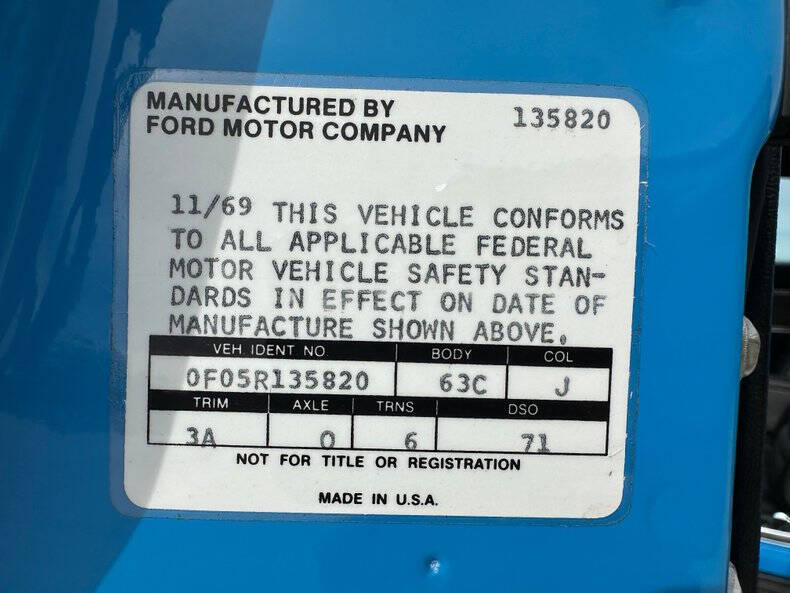 MANUFACTURED BY
FORD MOTOR COMPANY
135820
11/69 THIS VEHICLE CONFORMS
TO ALL APPLICABLE FEDERAL
MOTOR VEHICLE SAFETY STAN-
DARDS IN EFFECT ON DATE OF
MANUFACTURE SHOWN ABOVE.
VEH. IDENT NO. BODY COL
0F05R135820 63C J
TRIM AXLE TRNS DSO
3A O 6 71
NOT FOR TITLE OR REGISTRATION
MADE IN U.S.A.